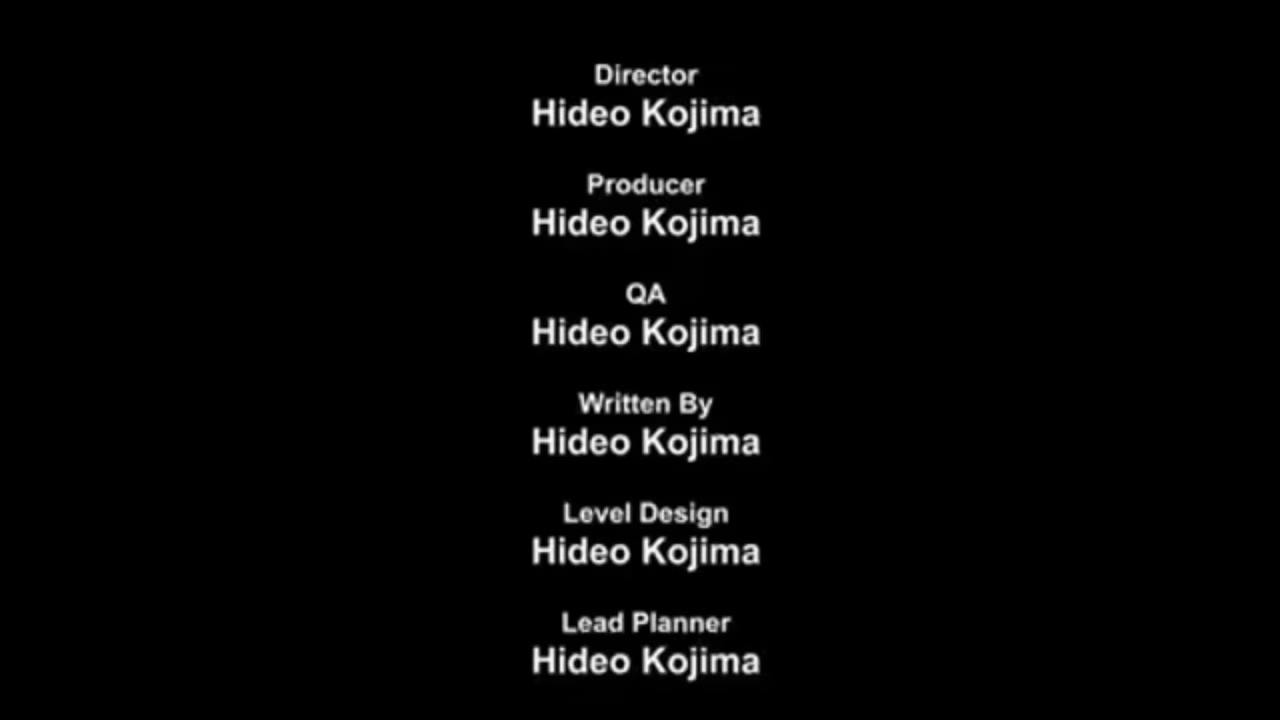 Director
Hideo Kojima
Producer
Hideo Kojima
QA
Hideo Kojima
Written By
Hideo Kojima
Level Design
Hideo Kojima
Lead Planner
Hideo Kojima